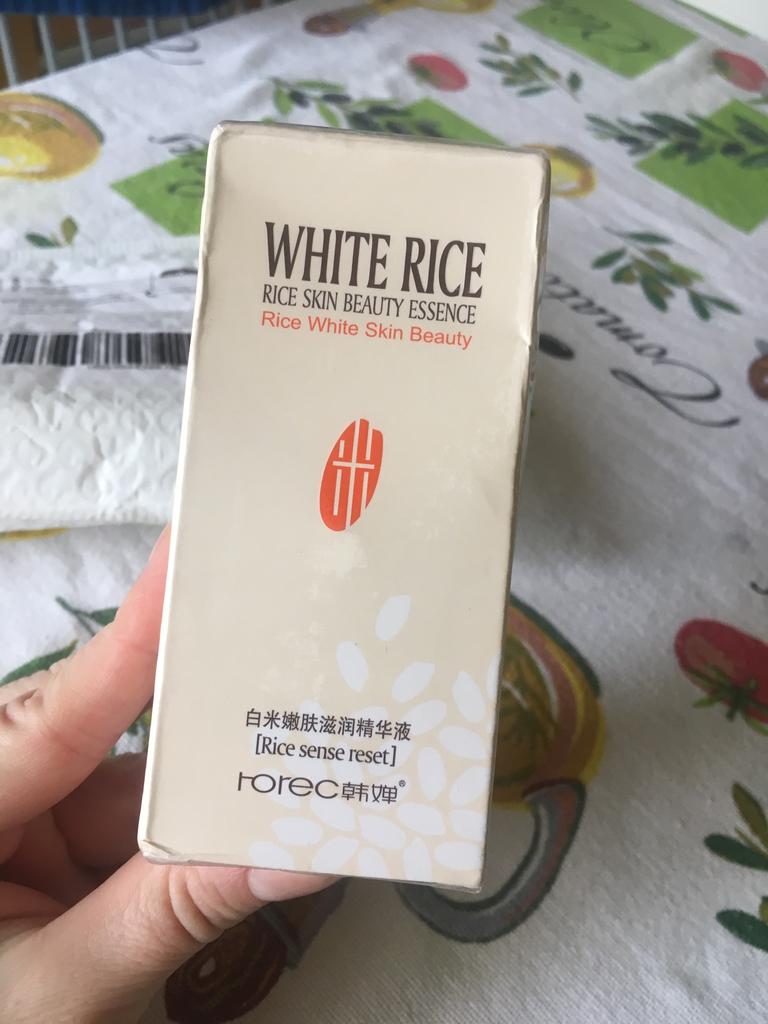 WHITE RICE
RICE SKIN BEAUTY ESSENCE
Rice White Skin Beauty
米
白米嫩肤滋润精华液
[Rice sense reset]
rorec韩婵®